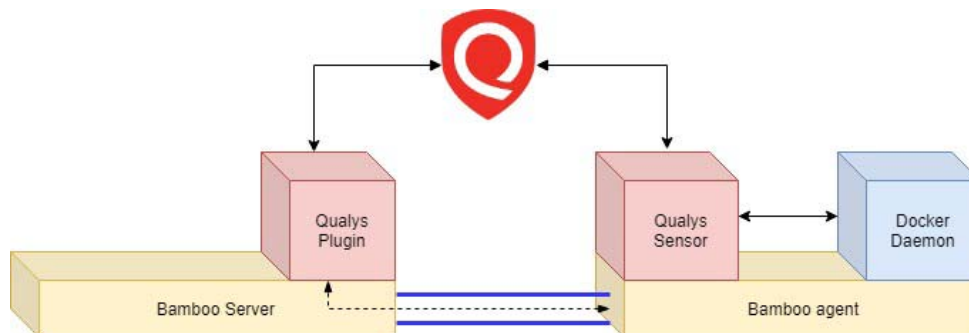 Qualys
Plugin
Qualys
Sensor
Docker
Daemon
Bamboo Server
Bamboo agent